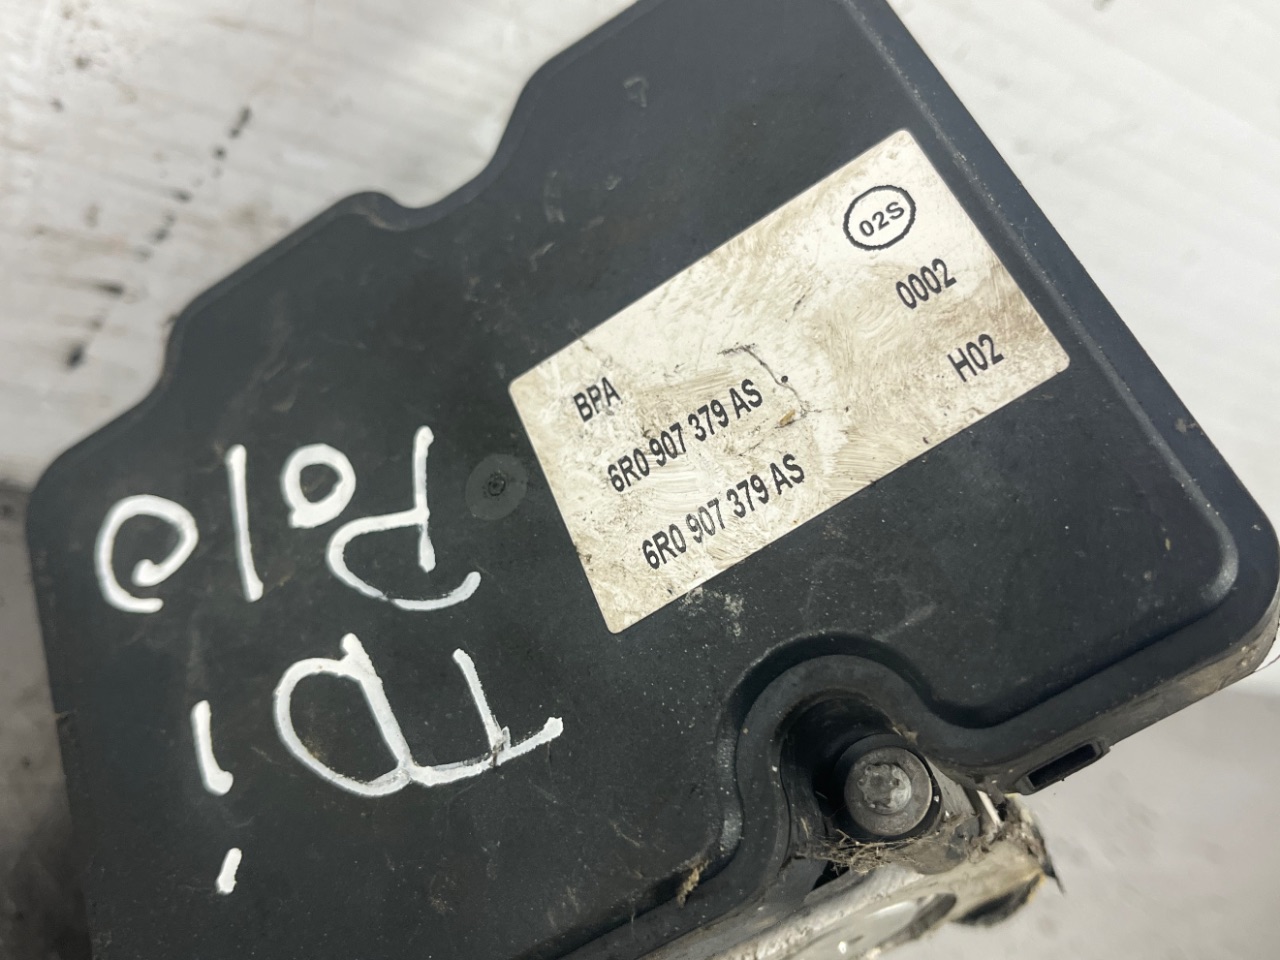 02S
BPA 0002
6R0 907 379 AS H02
6R0 907 379 AS
Polo
TDi